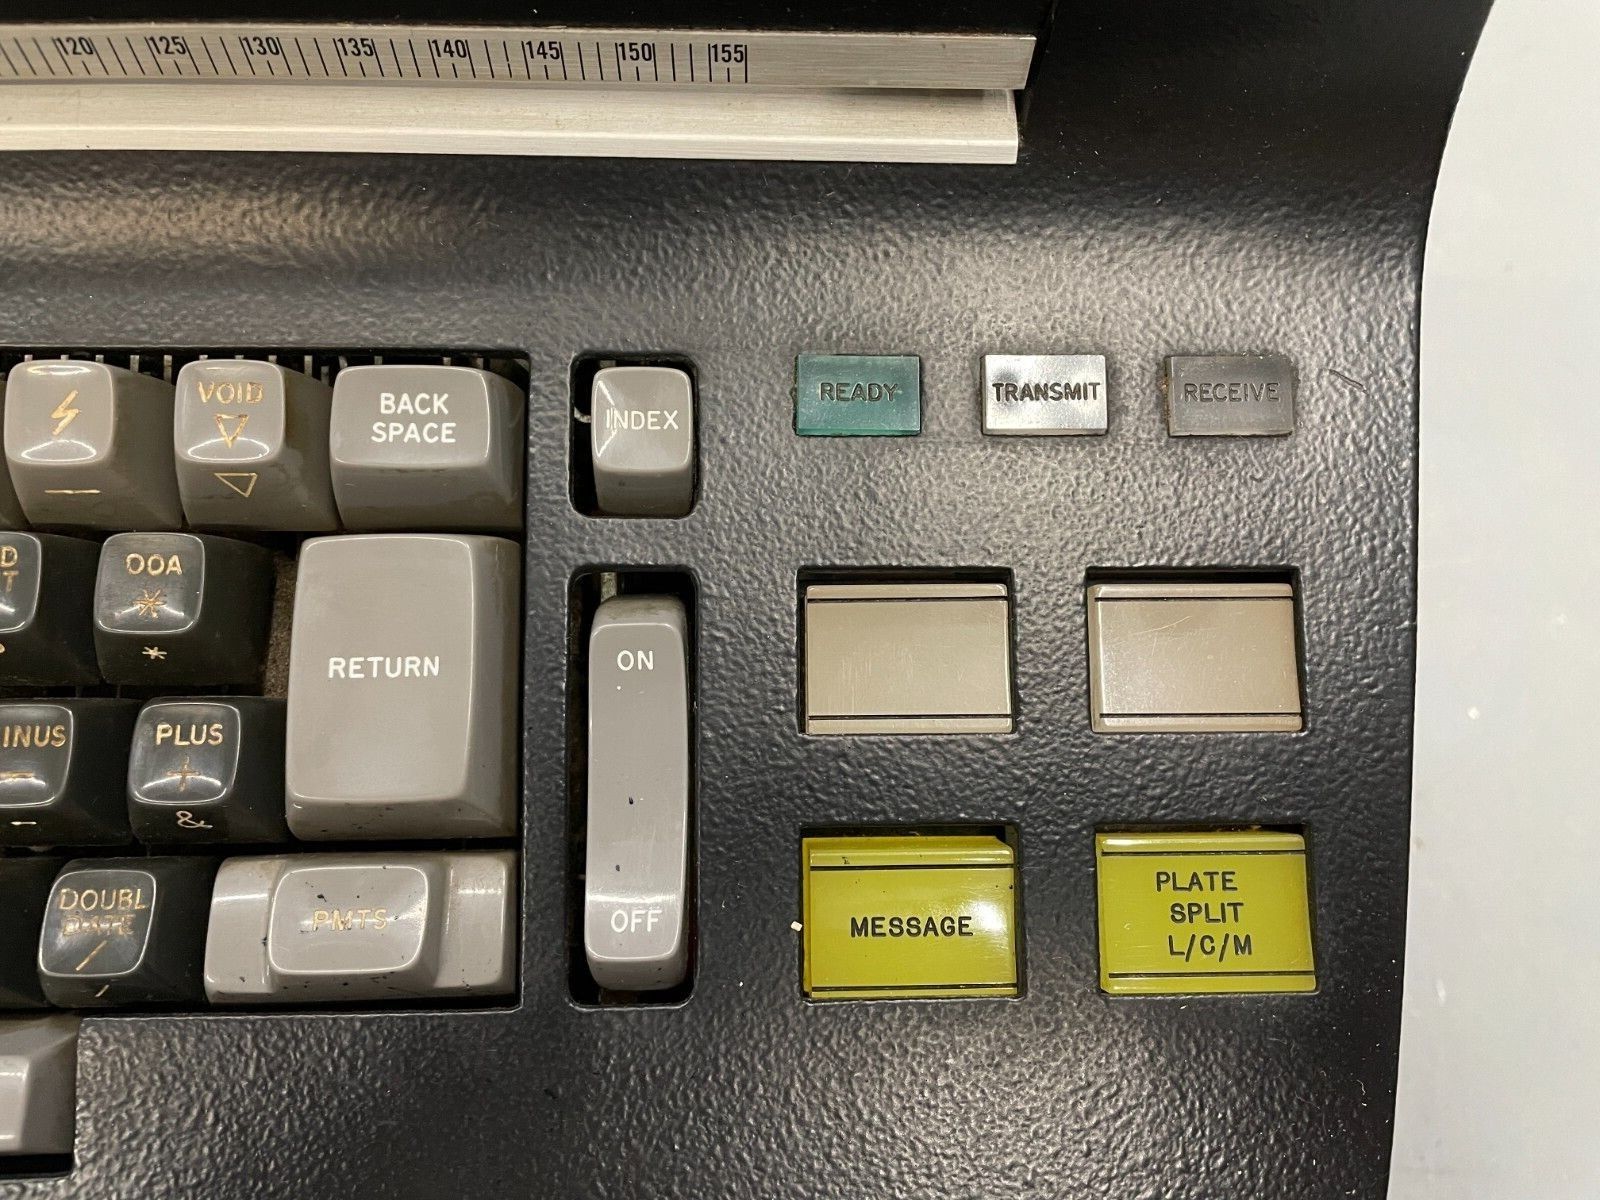 120 125 130 135 140 145 150 155
VOID
BACK
SPACE
INDEX
READY
TRANSMIT
RECEIVE
D
T
OOA
*
*
RETURN
ON
OFF
INUS
–
-
PLUS
+
&
DOUBL
DATE
/
/
PMTS
MESSAGE
PLATE
SPLIT
L/C/M